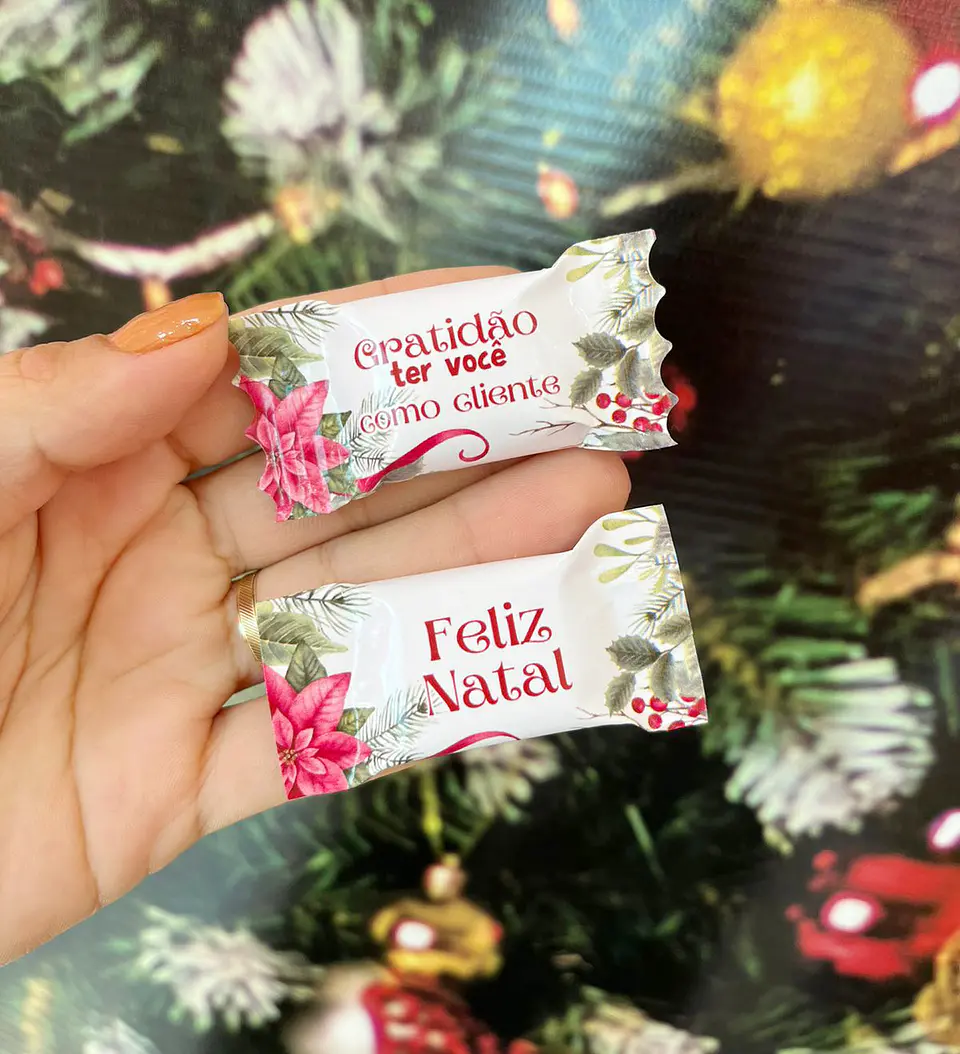 Gratidão
ter você
como cliente
Feliz
Natal